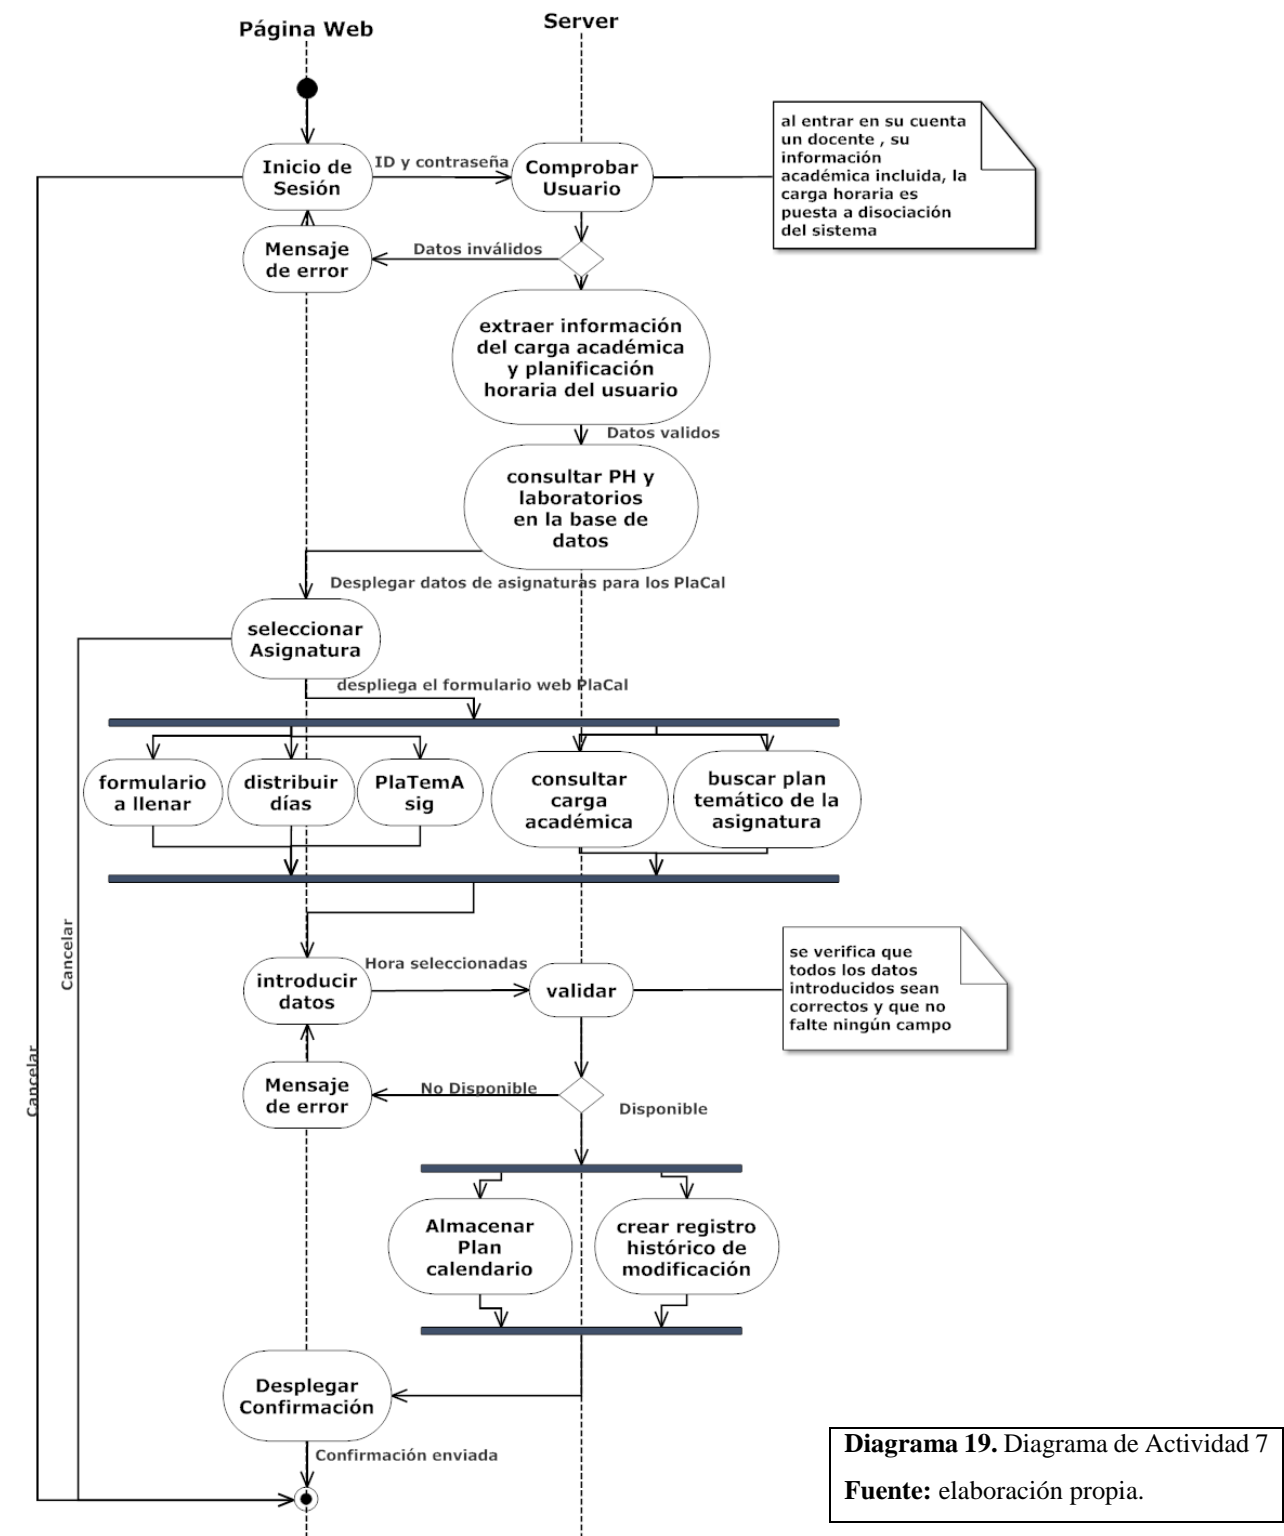 Página Web
Server
Inicio de
Sesión
ID y contraseña
Comprobar
Usuario
al entrar en su cuenta
un docente , su
información
académica incluida, la
carga horaria es
puesta a disociación
del sistema
Mensaje
de error
Datos inválidos
extraer información
del carga académica
y planificación
horaria del usuario
Datos validos
consultar PH y
laboratorios
en la base de
datos
Desplegar datos de asignaturas para los PlaCal
seleccionar
Asignatura
despliega el formulario web PlaCal
formulario
a llenar
distribuir
días
PlaTemA
sig
consultar
carga
académica
buscar plan
temático de la
asignatura
Cancelar
Cancelar
introducir
datos
Hora seleccionadas
validar
se verifica que
todos los datos
introducidos sean
correctos y que no
falte ningún campo
Mensaje
de error
No Disponible
Disponible
Almacenar
Plan
calendario
crear registro
histórico de
modificación
Desplegar
Confirmación
Confirmación enviada
Diagrama 19. Diagrama de Actividad 7
Fuente: elaboración propia.